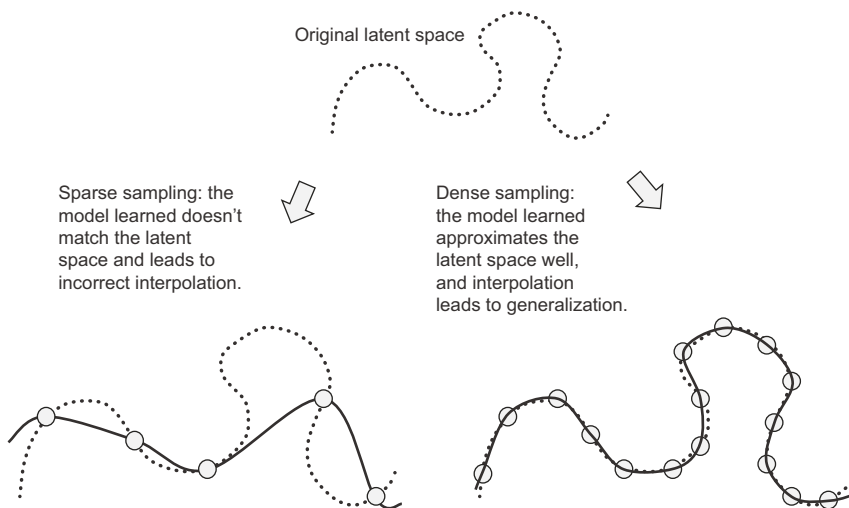 Original latent space
Sparse sampling: the
model learned doesn't
match the latent
space and leads to
incorrect interpolation.
Dense sampling:
the model learned
approximates the
latent space well,
and interpolation
leads to generalization.